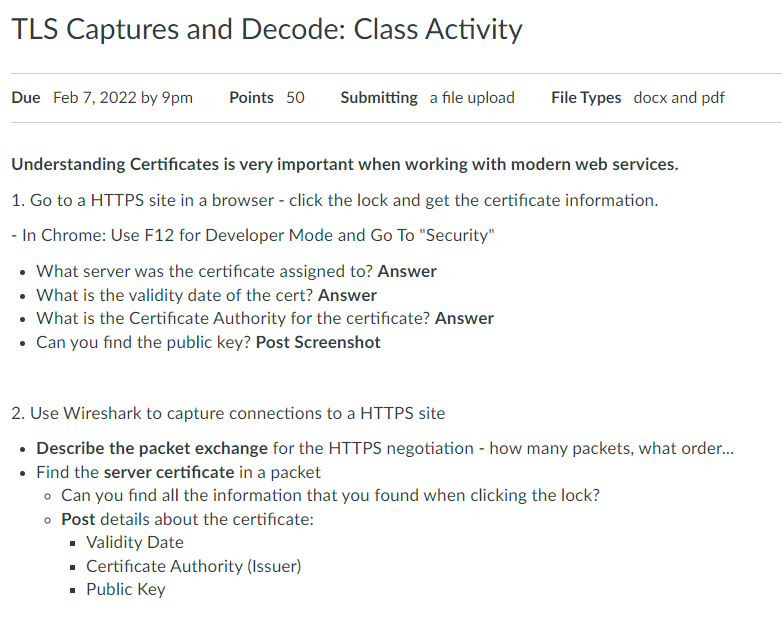 TLS Captures and Decode: Class Activity
Due Feb 7, 2022 by 9pm Points 50 Submitting a file upload File Types docx and pdf
Understanding Certificates is very important when working with modern web services.
1. Go to a HTTPS site in a browser - click the lock and get the certificate information.
- In Chrome: Use F12 for Developer Mode and Go To "Security"
• What server was the certificate assigned to? Answer
• What is the validity date of the cert? Answer
• What is the Certificate Authority for the certificate? Answer
• Can you find the public key? Post Screenshot
2. Use Wireshark to capture connections to a HTTPS site
• Describe the packet exchange for the HTTPS negotiation - how many packets, what order...
• Find the server certificate in a packet
◦ Can you find all the information that you found when clicking the lock?
◦ Post details about the certificate:
▪ Validity Date
▪ Certificate Authority (Issuer)
▪ Public Key